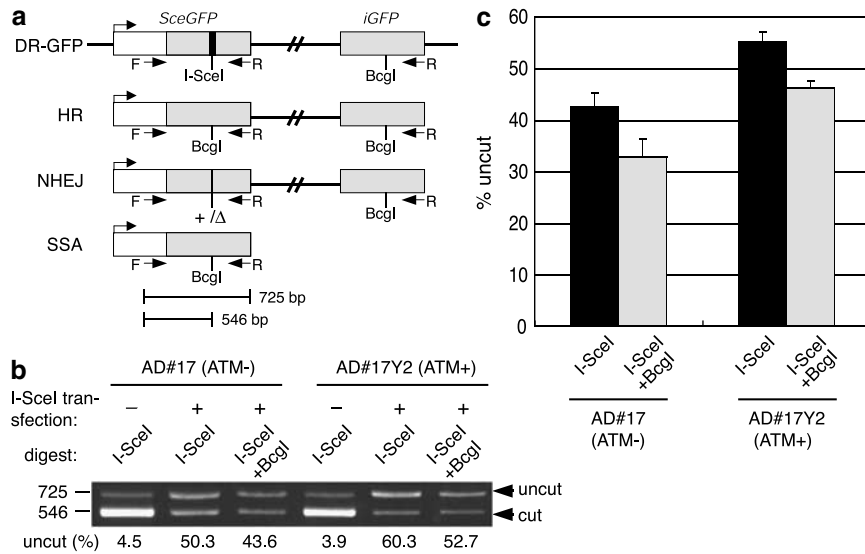 a
SceGFP iGFP
DR-GFP
F I-SceI R BcgI R
HR
F BcgI R BcgI R
NHEJ
F + /Δ R BcgI R
SSA
F BcgI R
725 bp
546 bp
b
AD#17 (ATM-) AD#17Y2 (ATM+)
I-SceI tran-
sfection: – + + – + +
digest: I-SceI I-SceI I-SceI +BcgI I-SceI I-SceI I-SceI +BcgI
725 uncut
546 cut
uncut (%) 4.5 50.3 43.6 3.9 60.3 52.7
c
% uncut
60
50
40
30
20
10
0
I-SceI I-SceI +BcgI I-SceI I-SceI +BcgI
AD#17 (ATM-) AD#17Y2 (ATM+)